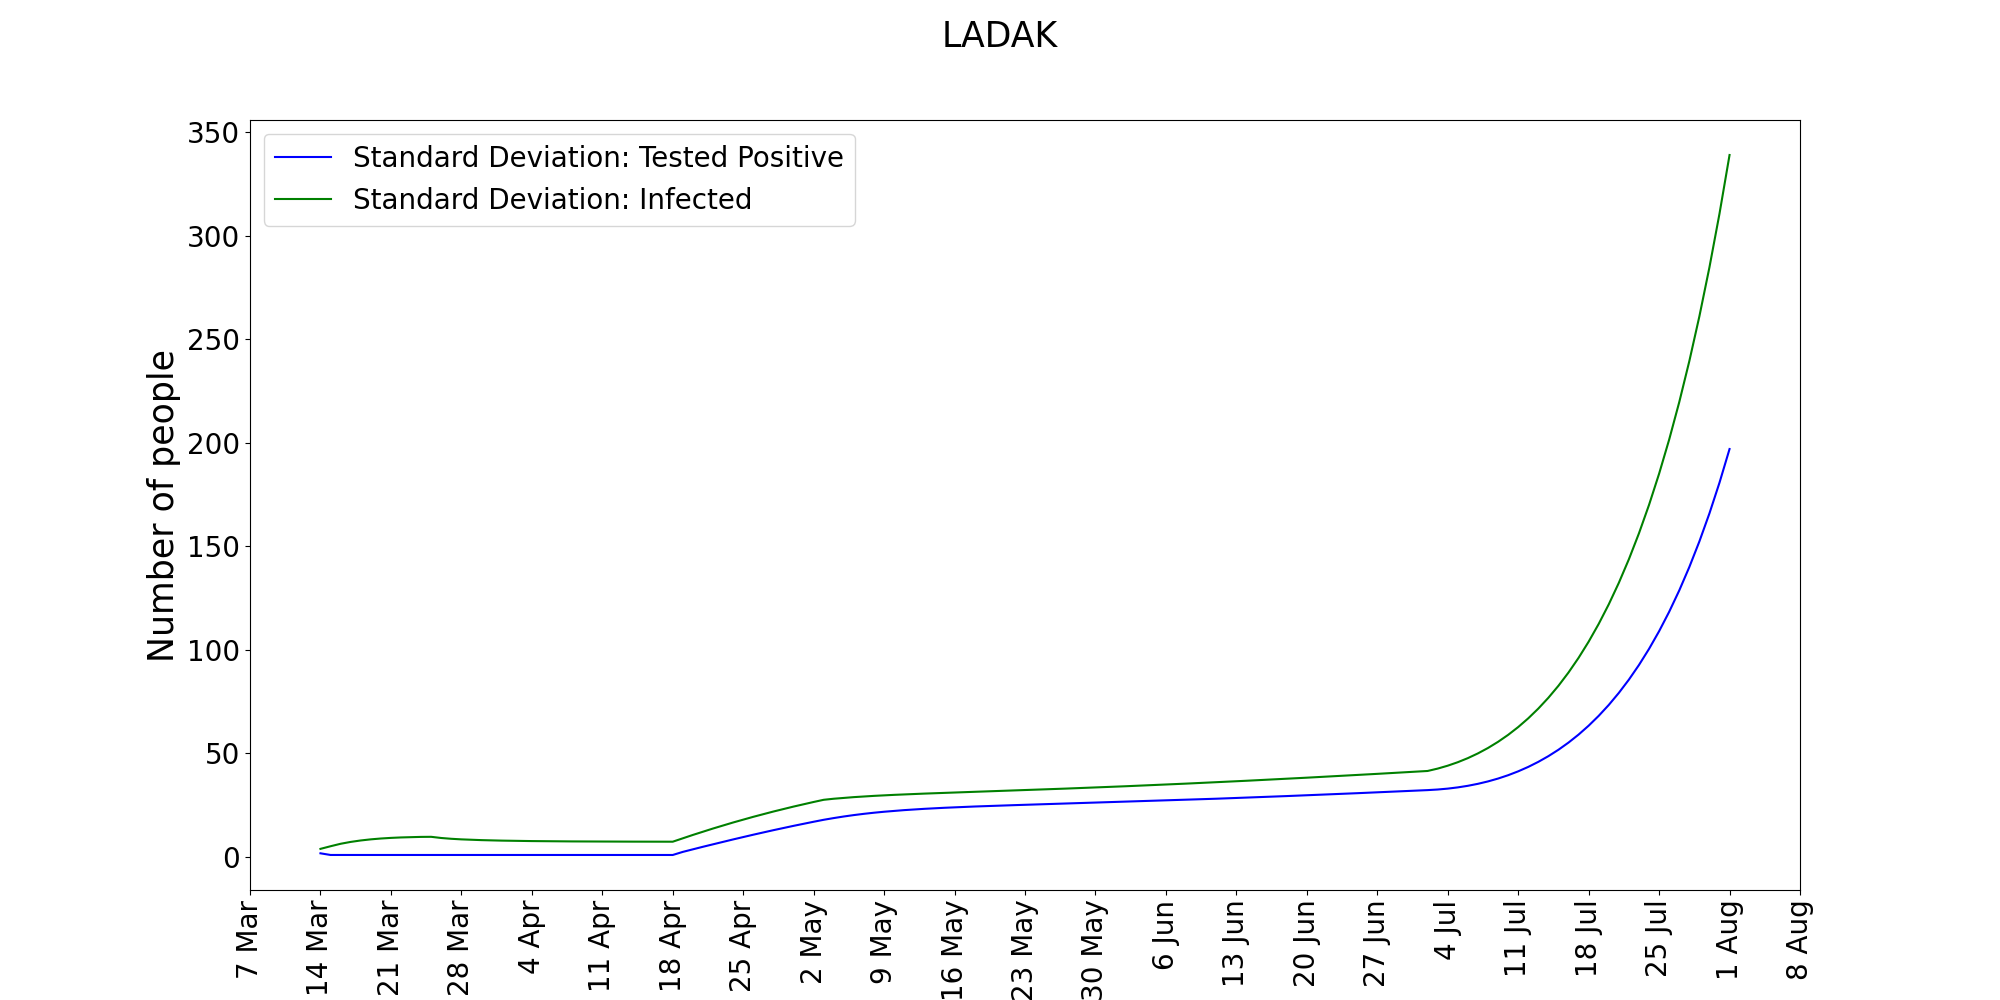 LADAK
350
300
250
200
150
100
50
0
Number of people
Standard Deviation: Tested Positive
Standard Deviation: Infected
7 Mar
14 Mar
21 Mar
28 Mar
4 Apr
11 Apr
18 Apr
25 Apr
2 May
9 May
16 May
23 May
30 May
6 Jun
13 Jun
20 Jun
27 Jun
4 Jul
11 Jul
18 Jul
25 Jul
1 Aug
8 Aug